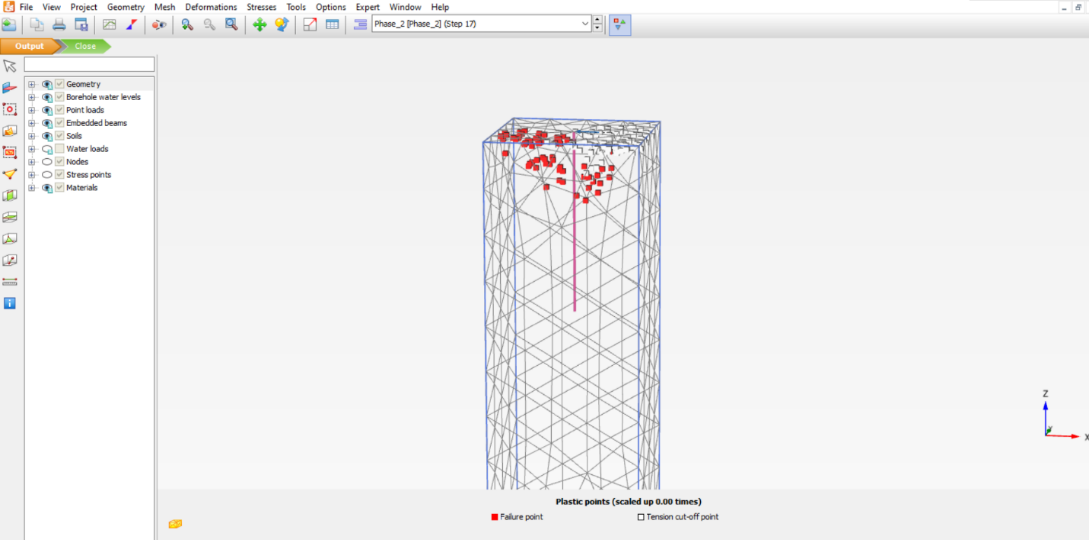 File View Project Geometry Mesh Deformations Stresses Tools Options Expert Window Help
Phase_2 [Phase_2] (Step 17)
Output Close
Geometry
Borehole water levels
Point loads
Embedded beams
Soils
Water loads
Nodes
Stress points
Materials
Z
Y
X
Plastic points (scaled up 0.00 times)
Failure point Tension cut-off point